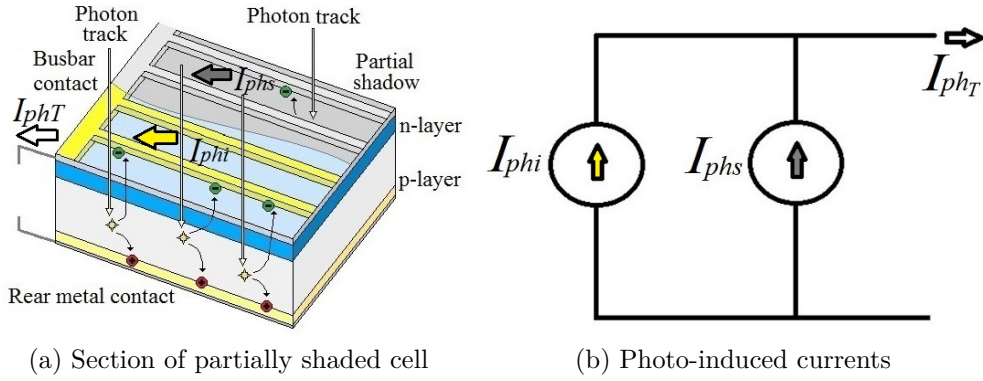 Photon
track
Photon track
Busbar
contact
Partial
shadow
I_phs
I_phT
n-layer
I_phi
p-layer
Rear metal contact
(a) Section of partially shaded cell
I_phT
I_phi
I_phs
(b) Photo-induced currents